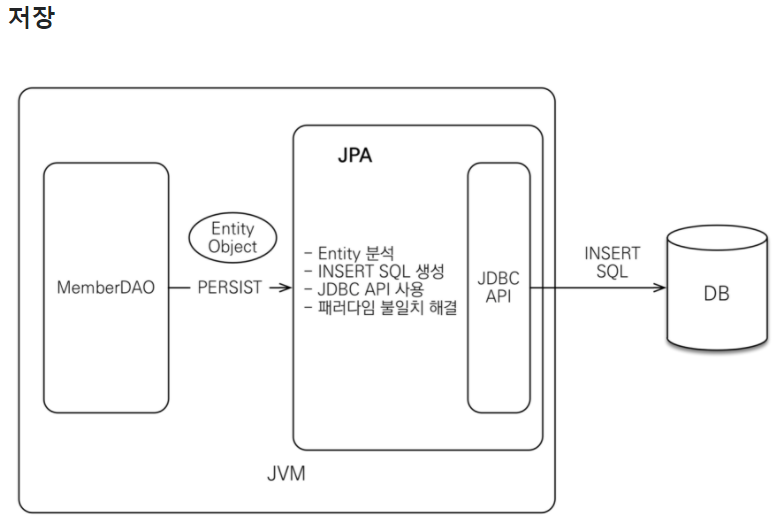 저장
JPA
Entity
Object
MemberDAO
PERSIST
– Entity 분석
– INSERT SQL 생성
– JDBC API 사용
– 패러다임 불일치 해결
JDBC
API
INSERT
SQL
DB
JVM